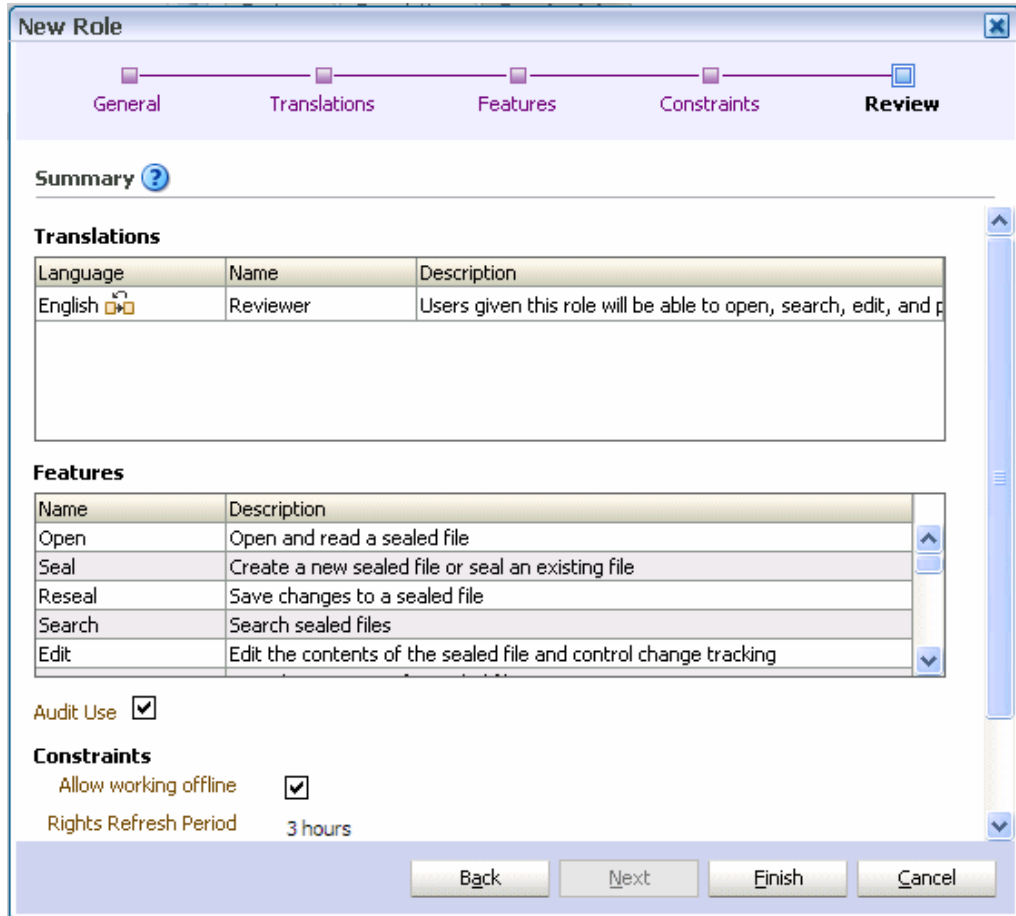 New Role
General Translations Features Constraints Review
Summary
Translations
Language Name Description
English Reviewer Users given this role will be able to open, search, edit, and p
Features
Name Description
Open Open and read a sealed file
Seal Create a new sealed file or seal an existing file
Reseal Save changes to a sealed file
Search Search sealed files
Edit Edit the contents of the sealed file and control change tracking
Audit Use
Constraints
Allow working offline
Rights Refresh Period 3 hours
Back Next Finish Cancel